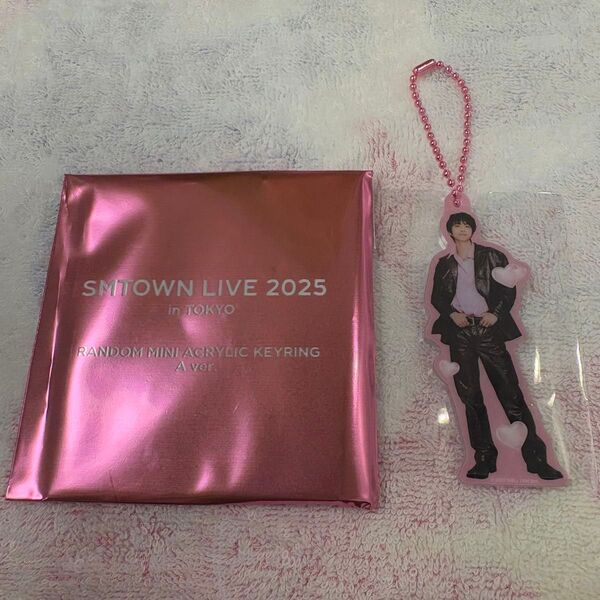 SMTOWN LIVE 2025
in TOKYO
RANDOM MINI ACRYLIC KEYRING
A ver.